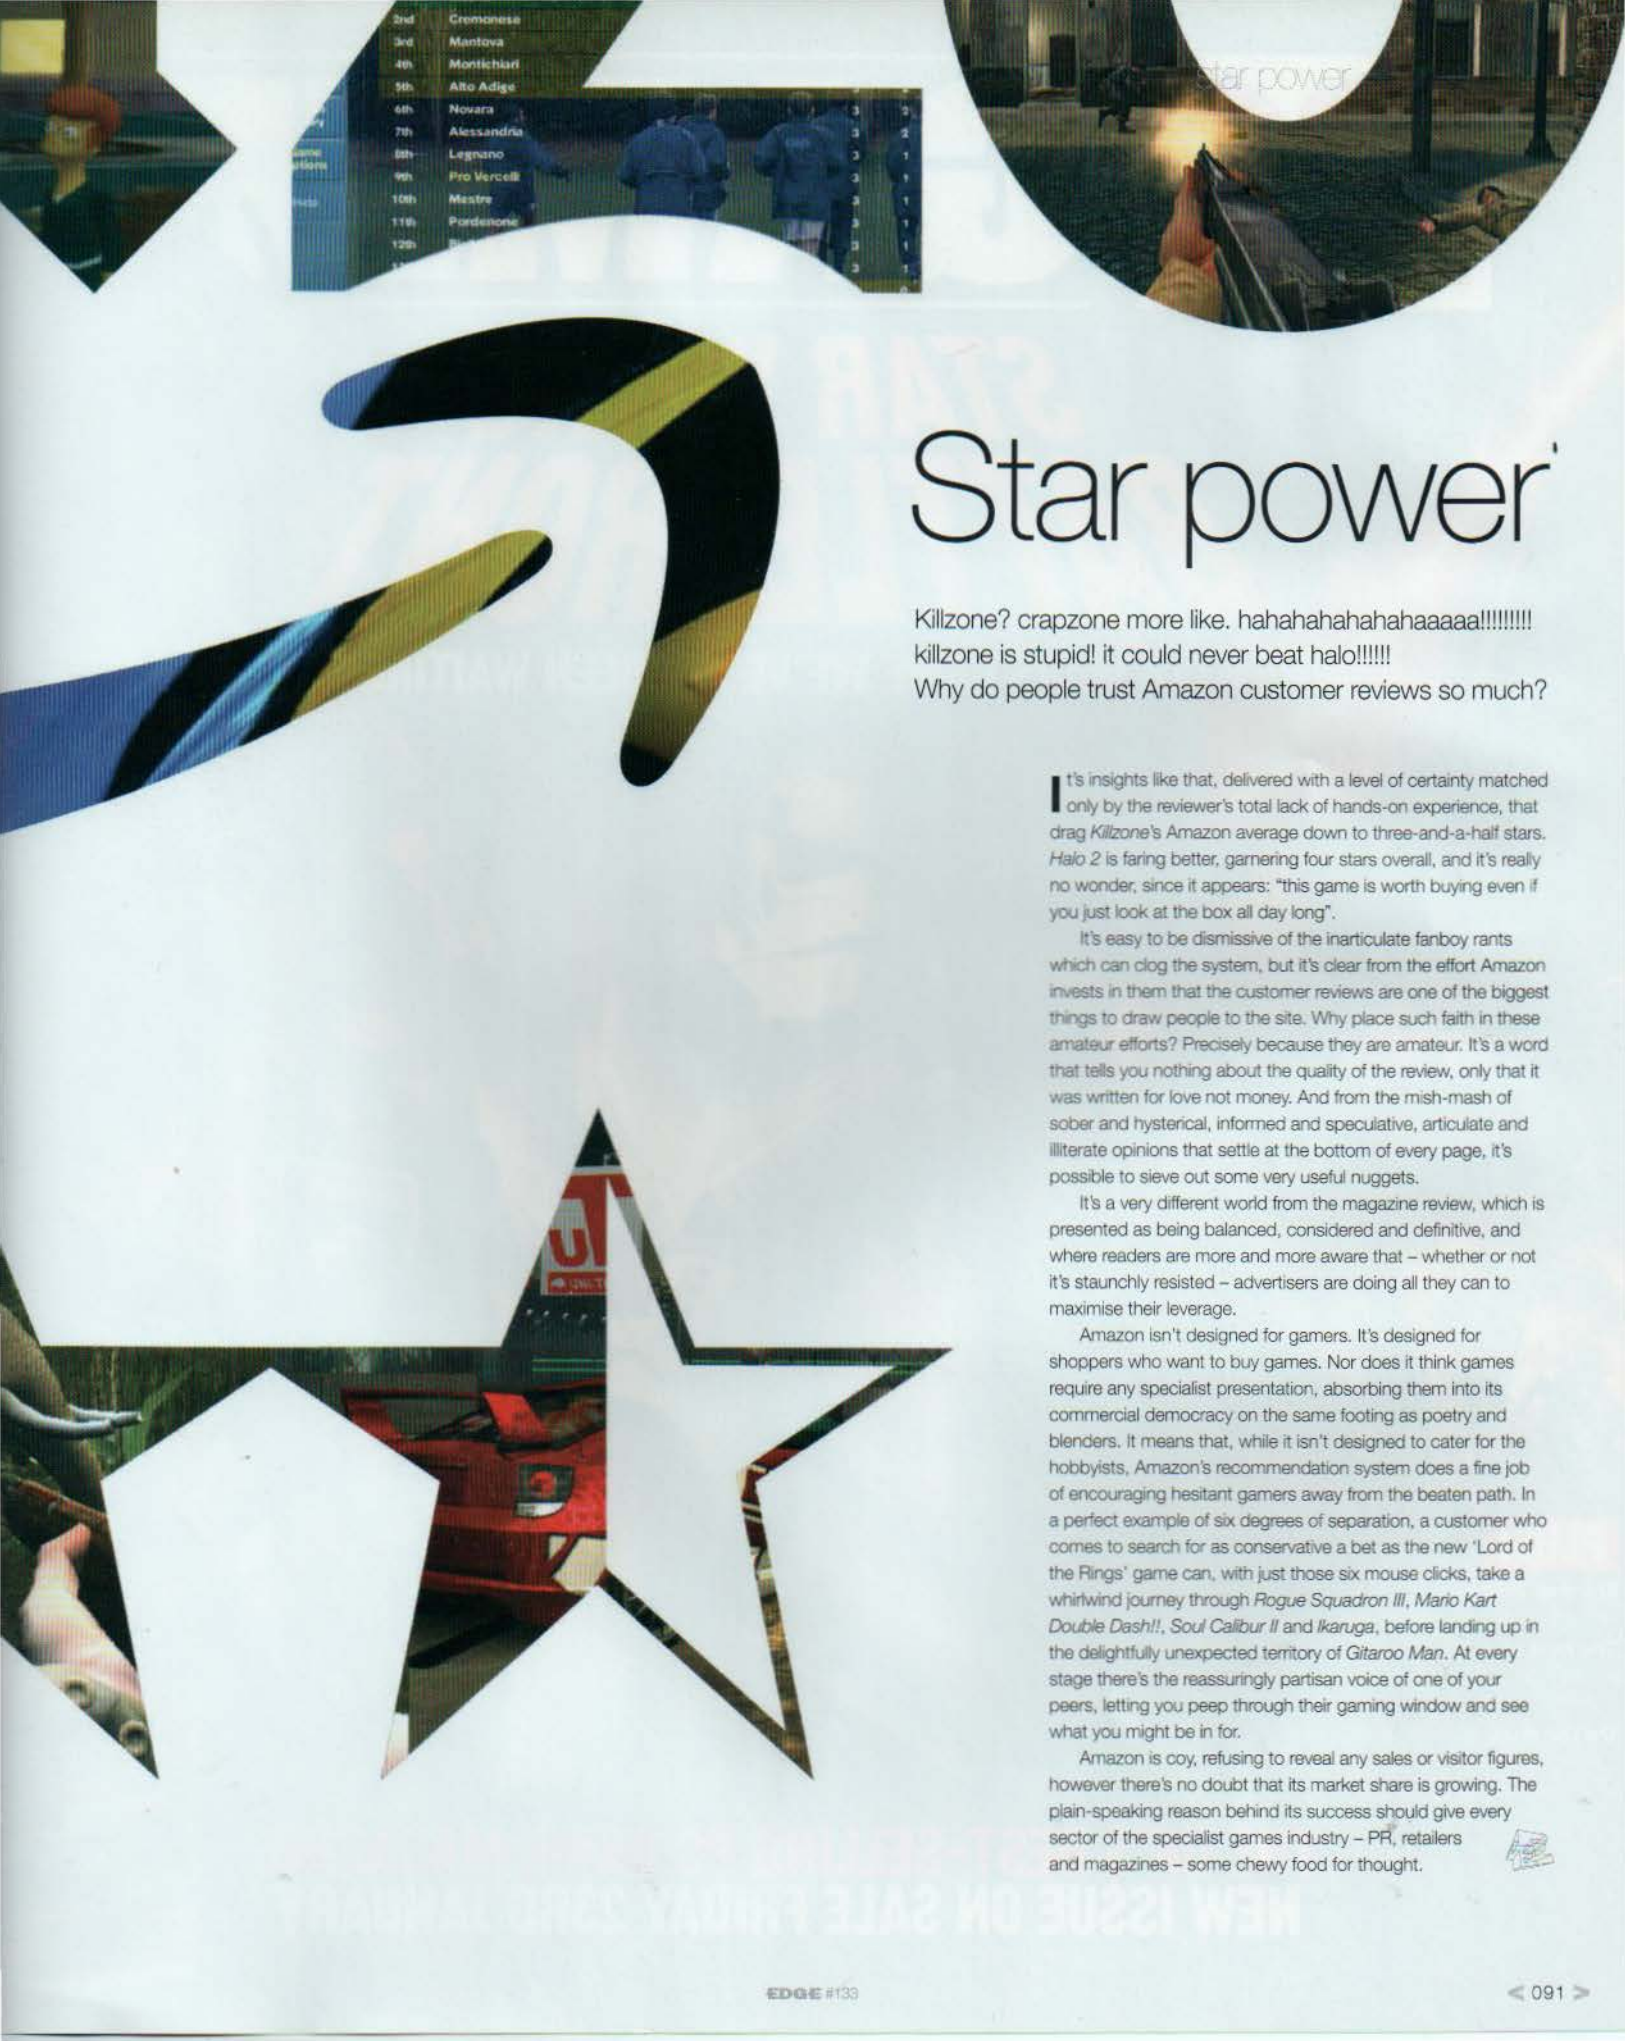 2nd Cremonese
3rd Mantova
4th Montichiari
5th Alto Adige
6th Novara
7th Alessandria
8th Legnano
9th Pro Vercelli
10th Mestre
11th Pordenone
12th
star power
Star power
Killzone? crapzone more like. hahahahahahahaaaaa!!!!!!!!!
killzone is stupid! it could never beat halo!!!!!!
Why do people trust Amazon customer reviews so much?
It's insights like that, delivered with a level of certainty matched
only by the reviewer's total lack of hands-on experience, that
drag Killzone's Amazon average down to three-and-a-half stars.
Halo 2 is faring better, garnering four stars overall, and it's really
no wonder, since it appears: "this game is worth buying even if
you just look at the box all day long".
It's easy to be dismissive of the inarticulate fanboy rants
which can clog the system, but it's clear from the effort Amazon
invests in them that the customer reviews are one of the biggest
things to draw people to the site. Why place such faith in these
amateur efforts? Precisely because they are amateur. It's a word
that tells you nothing about the quality of the review, only that it
was written for love not money. And from the mish-mash of
sober and hysterical, informed and speculative, articulate and
illiterate opinions that settle at the bottom of every page, it's
possible to sieve out some very useful nuggets.
It's a very different world from the magazine review, which is
presented as being balanced, considered and definitive, and
where readers are more and more aware that – whether or not
it's staunchly resisted – advertisers are doing all they can to
maximise their leverage.
Amazon isn't designed for gamers. It's designed for
shoppers who want to buy games. Nor does it think games
require any specialist presentation, absorbing them into its
commercial democracy on the same footing as poetry and
blenders. It means that, while it isn't designed to cater for the
hobbyists, Amazon's recommendation system does a fine job
of encouraging hesitant gamers away from the beaten path. In
a perfect example of six degrees of separation, a customer who
comes to search for as conservative a bet as the new 'Lord of
the Rings' game can, with just those six mouse clicks, take a
whirlwind journey through Rogue Squadron III, Mario Kart
Double Dash!!, Soul Calibur II and Ikaruga, before landing up in
the delightfully unexpected territory of Gitaroo Man. At every
stage there's the reassuringly partisan voice of one of your
peers, letting you peep through their gaming window and see
what you might be in for.
Amazon is coy, refusing to reveal any sales or visitor figures,
however there's no doubt that its market share is growing. The
plain-speaking reason behind its success should give every
sector of the specialist games industry – PR, retailers
and magazines – some chewy food for thought.
EDGE #133
< 091 >